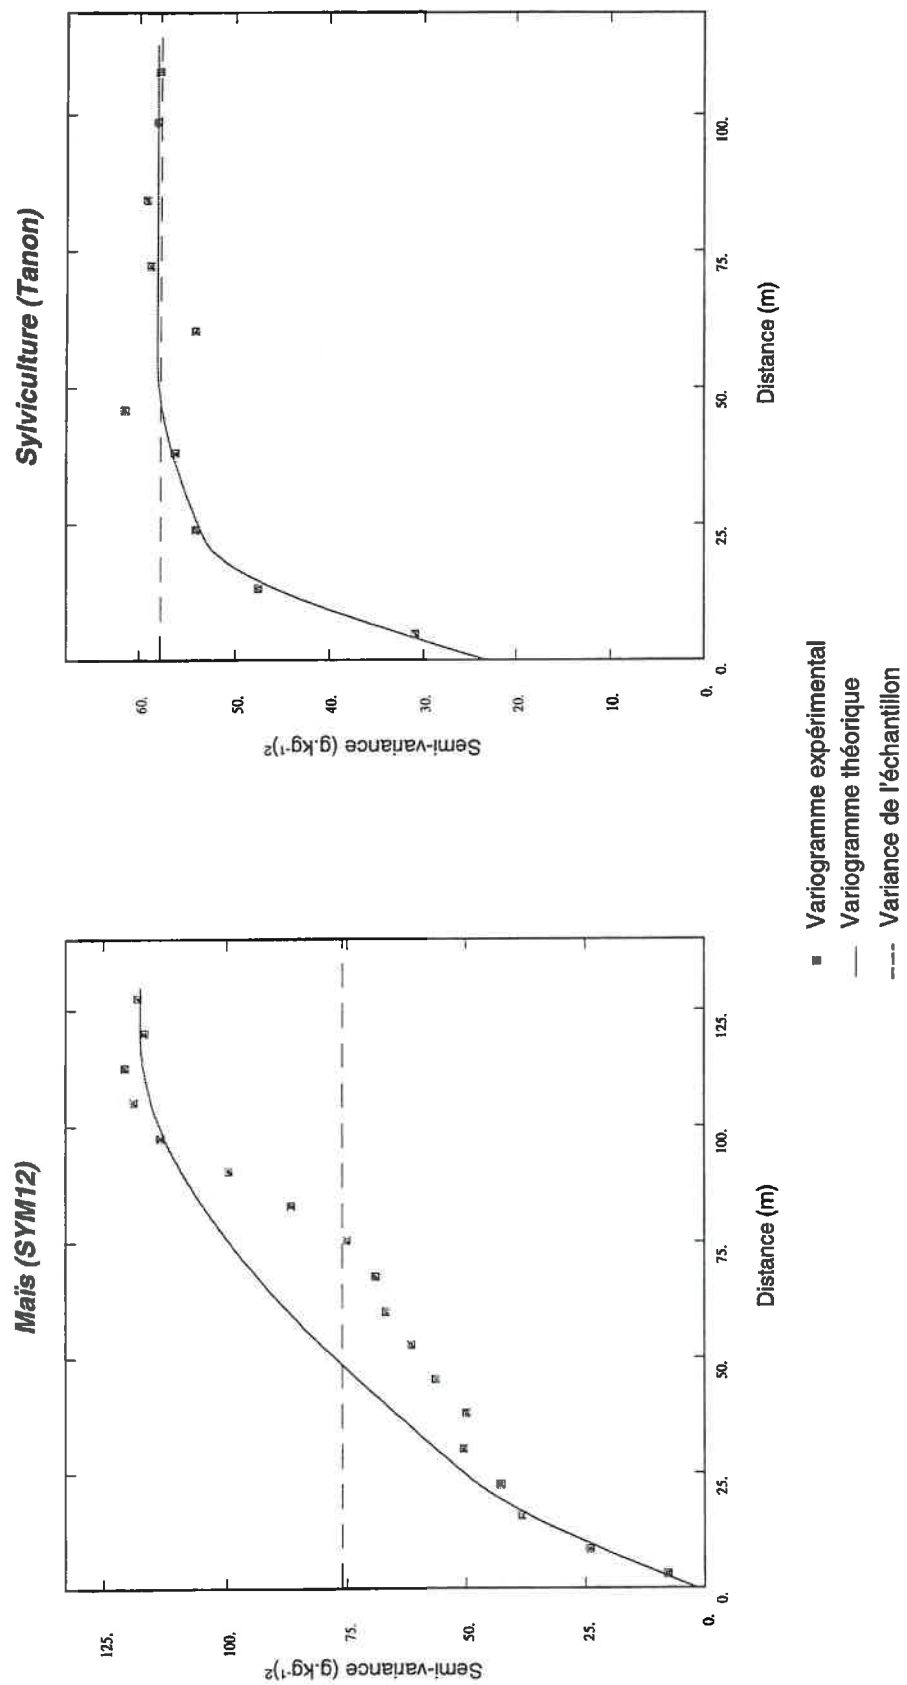 Maïs (SYM12)
Semi-variance (g.kg-1)2
125.
100.
75.
50.
25.
0.
0.
25.
50.
75.
100.
125.
Distance (m)
Sylviculture (Tanon)
Semi-variance (g.kg-1)2
60.
50.
40.
30.
20.
0.
0.
25.
50.
75.
100.
Distance (m)
Variogramme expérimental
Variogramme théorique
Variance de l'échantillon